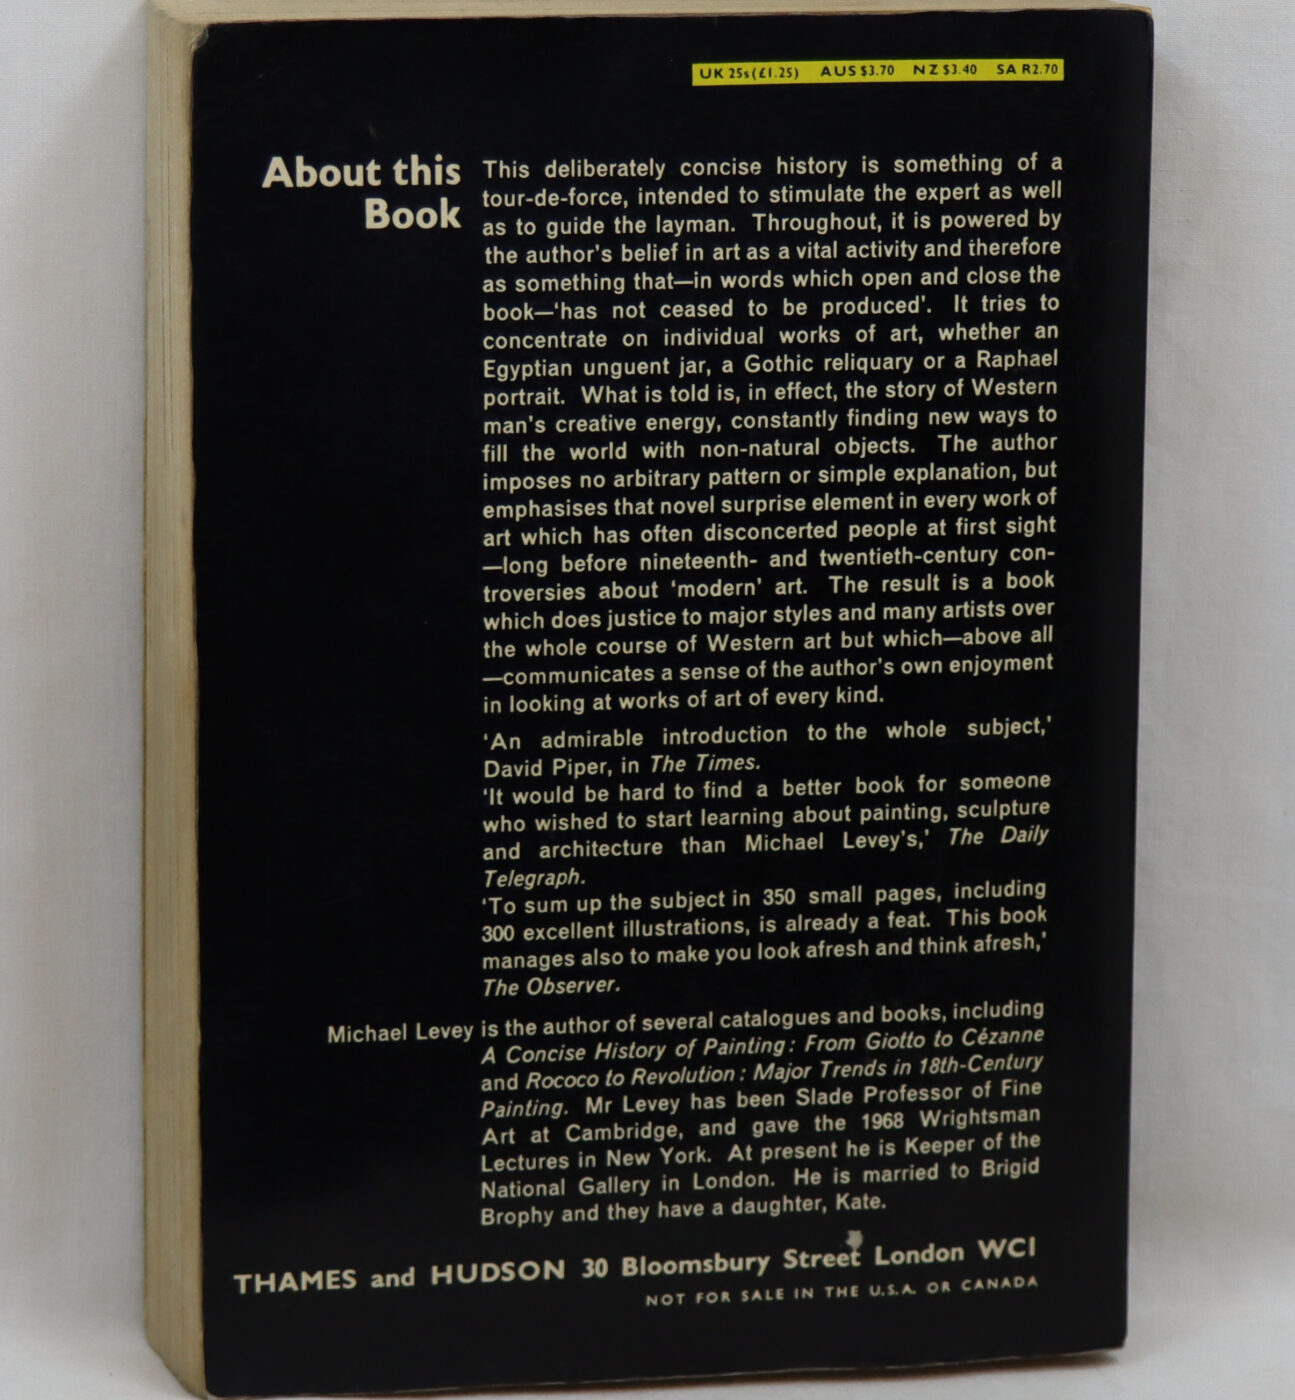 UK 25s (£1.25) AUS $3.70 NZ $3.40 SA R2.70
About this
Book
This deliberately concise history is something of a
tour-de-force, intended to stimulate the expert as well
as to guide the layman. Throughout, it is powered by
the author's belief in art as a vital activity and therefore
as something that—in words which open and close the
book—‘has not ceased to be produced’. It tries to
concentrate on individual works of art, whether an
Egyptian unguent jar, a Gothic reliquary or a Raphael
portrait. What is told is, in effect, the story of Western
man's creative energy, constantly finding new ways to
fill the world with non-natural objects. The author
imposes no arbitrary pattern or simple explanation, but
emphasises that novel surprise element in every work of
art which has often disconcerted people at first sight
—long before nineteenth- and twentieth-century con-
troversies about ‘modern’ art. The result is a book
which does justice to major styles and many artists over
the whole course of Western art but which—above all
—communicates a sense of the author's own enjoyment
in looking at works of art of every kind.
‘An admirable introduction to the whole subject,’
David Piper, in The Times.
‘It would be hard to find a better book for someone
who wished to start learning about painting, sculpture
and architecture than Michael Levey's,’ The Daily
Telegraph.
‘To sum up the subject in 350 small pages, including
300 excellent illustrations, is already a feat. This book
manages also to make you look afresh and think afresh,’
The Observer.
Michael Levey is the author of several catalogues and books, including
A Concise History of Painting: From Giotto to Cézanne
and Rococo to Revolution: Major Trends in 18th-Century
Painting. Mr Levey has been Slade Professor of Fine
Art at Cambridge, and gave the 1968 Wrightsman
Lectures in New York. At present he is Keeper of the
National Gallery in London. He is married to Brigid
Brophy and they have a daughter, Kate.
THAMES and HUDSON 30 Bloomsbury Street London WC1
NOT FOR SALE IN THE U.S.A. OR CANADA